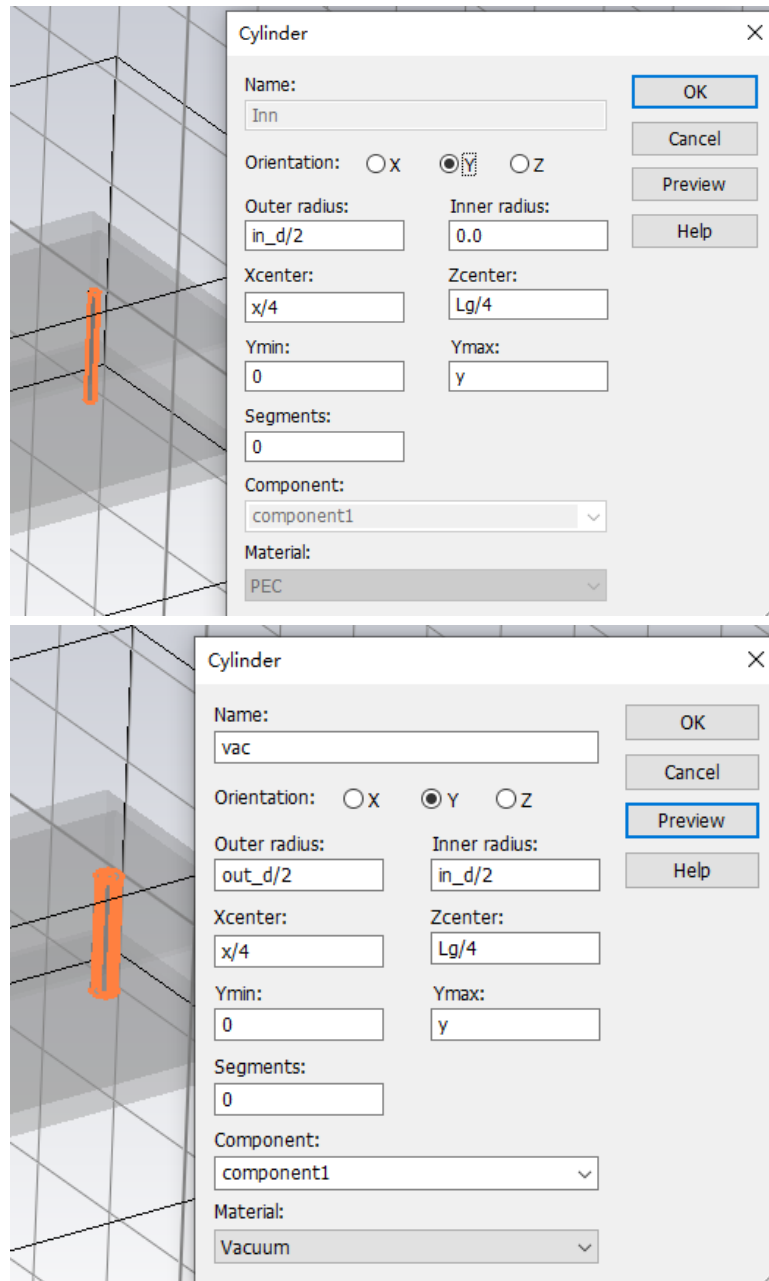 Cylinder
Name:
OK
Inn
Cancel
Orientation: X Y Z
Preview
Outer radius: Inner radius:
in_d/2 0.0
Help
Xcenter: Zcenter:
x/4 Lg/4
Ymin: Ymax:
0 y
Segments:
0
Component:
component1
Material:
PEC
Cylinder
Name:
OK
vac
Cancel
Orientation: X Y Z
Preview
Outer radius: Inner radius:
out_d/2 in_d/2
Help
Xcenter: Zcenter:
x/4 Lg/4
Ymin: Ymax:
0 y
Segments:
0
Component:
component1
Material:
Vacuum